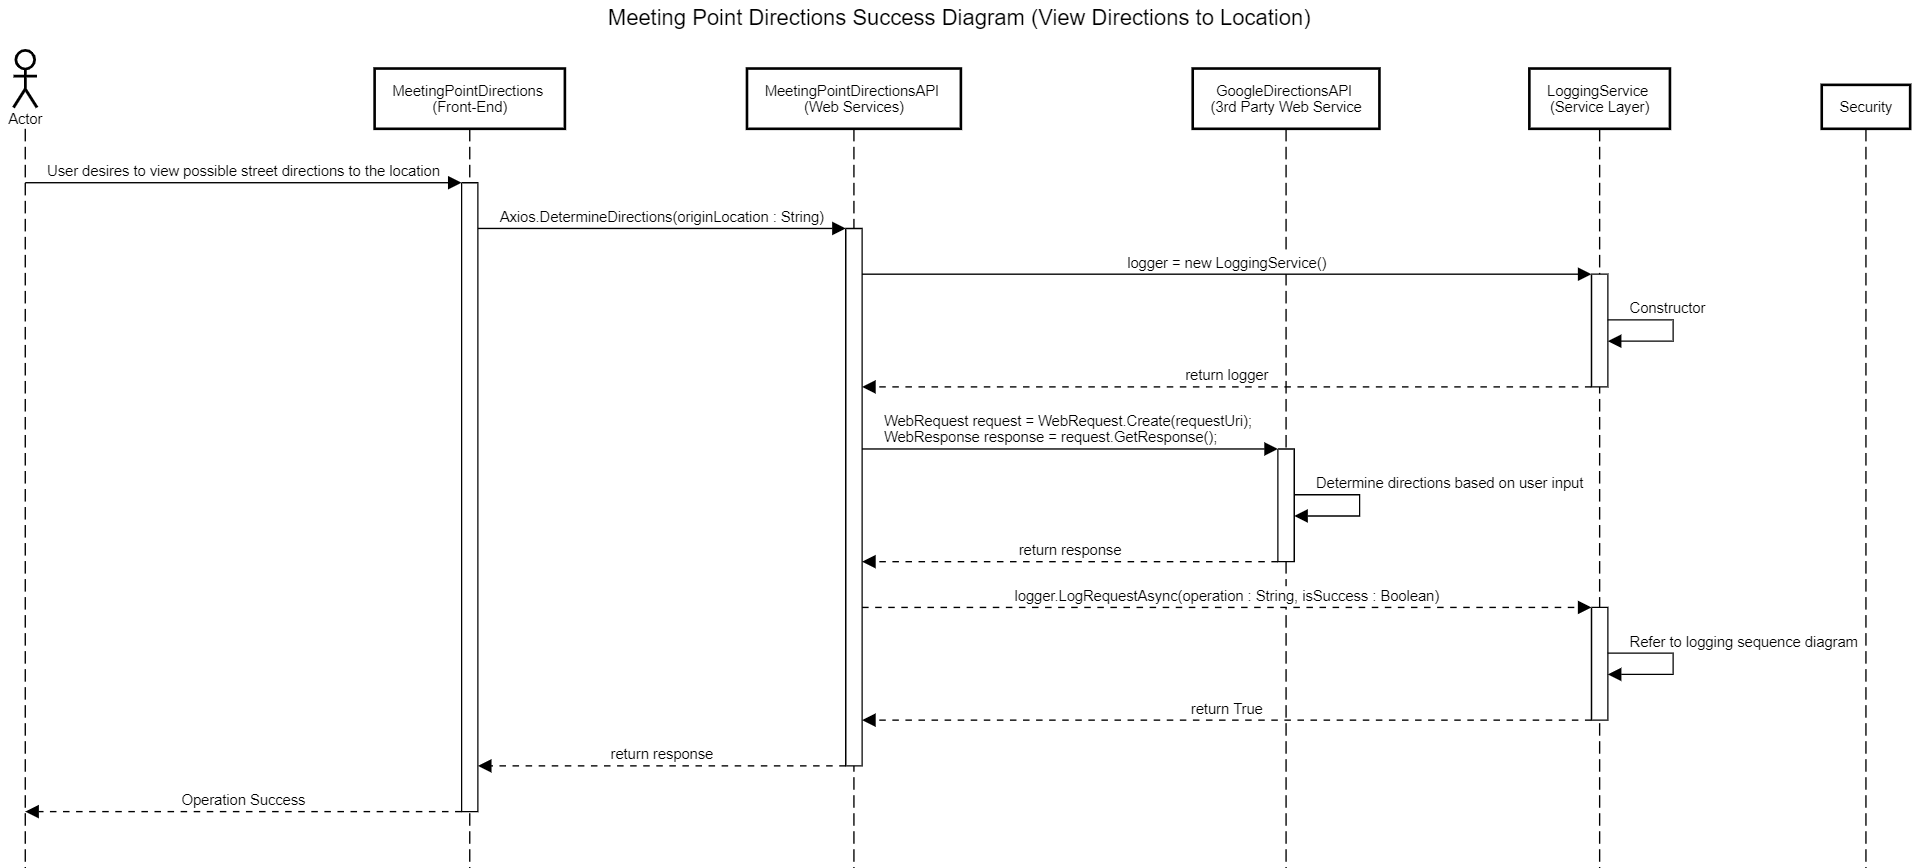 Meeting Point Directions Success Diagram (View Directions to Location)
Actor
MeetingPointDirections
(Front-End)
MeetingPointDirectionsAPI
(Web Services)
GoogleDirectionsAPI
(3rd Party Web Service
LoggingService
(Service Layer)
Security
User desires to view possible street directions to the location
Axios.DetermineDirections(originLocation : String)
logger = new LoggingService()
Constructor
return logger
WebRequest request = WebRequest.Create(requestUri);
WebResponse response = request.GetResponse();
Determine directions based on user input
return response
logger.LogRequestAsync(operation : String, isSuccess : Boolean)
Refer to logging sequence diagram
return True
return response
Operation Success